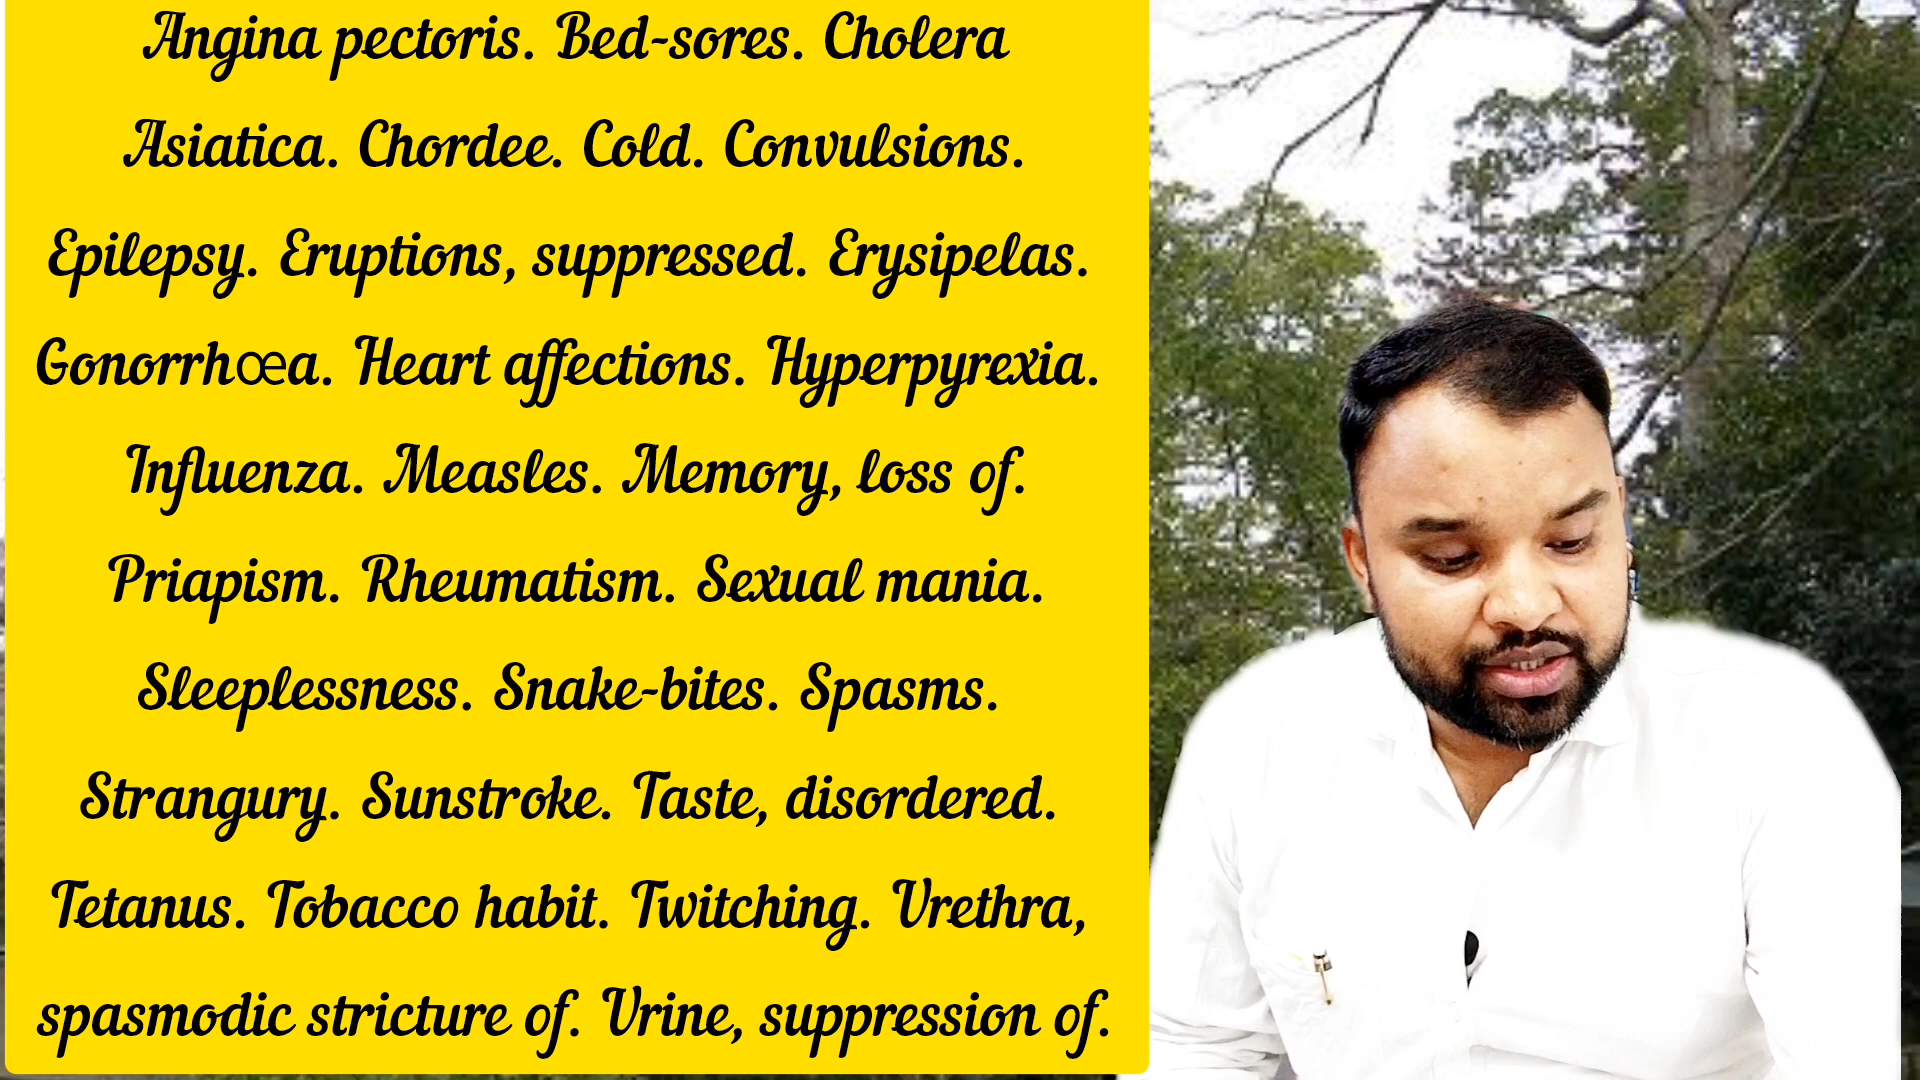 Angina pectoris. Bed-sores. Cholera
Asiatica. Chordee. Cold. Convulsions.
Epilepsy. Eruptions, suppressed. Erysipelas.
Gonorrhœa. Heart affections. Hyperpyrexia.
Influenza. Measles. Memory, loss of.
Priapism. Rheumatism. Sexual mania.
Sleeplessness. Snake-bites. Spasms.
Strangury. Sunstroke. Taste, disordered.
Tetanus. Tobacco habit. Twitching. Urethra,
spasmodic stricture of. Urine, suppression of.